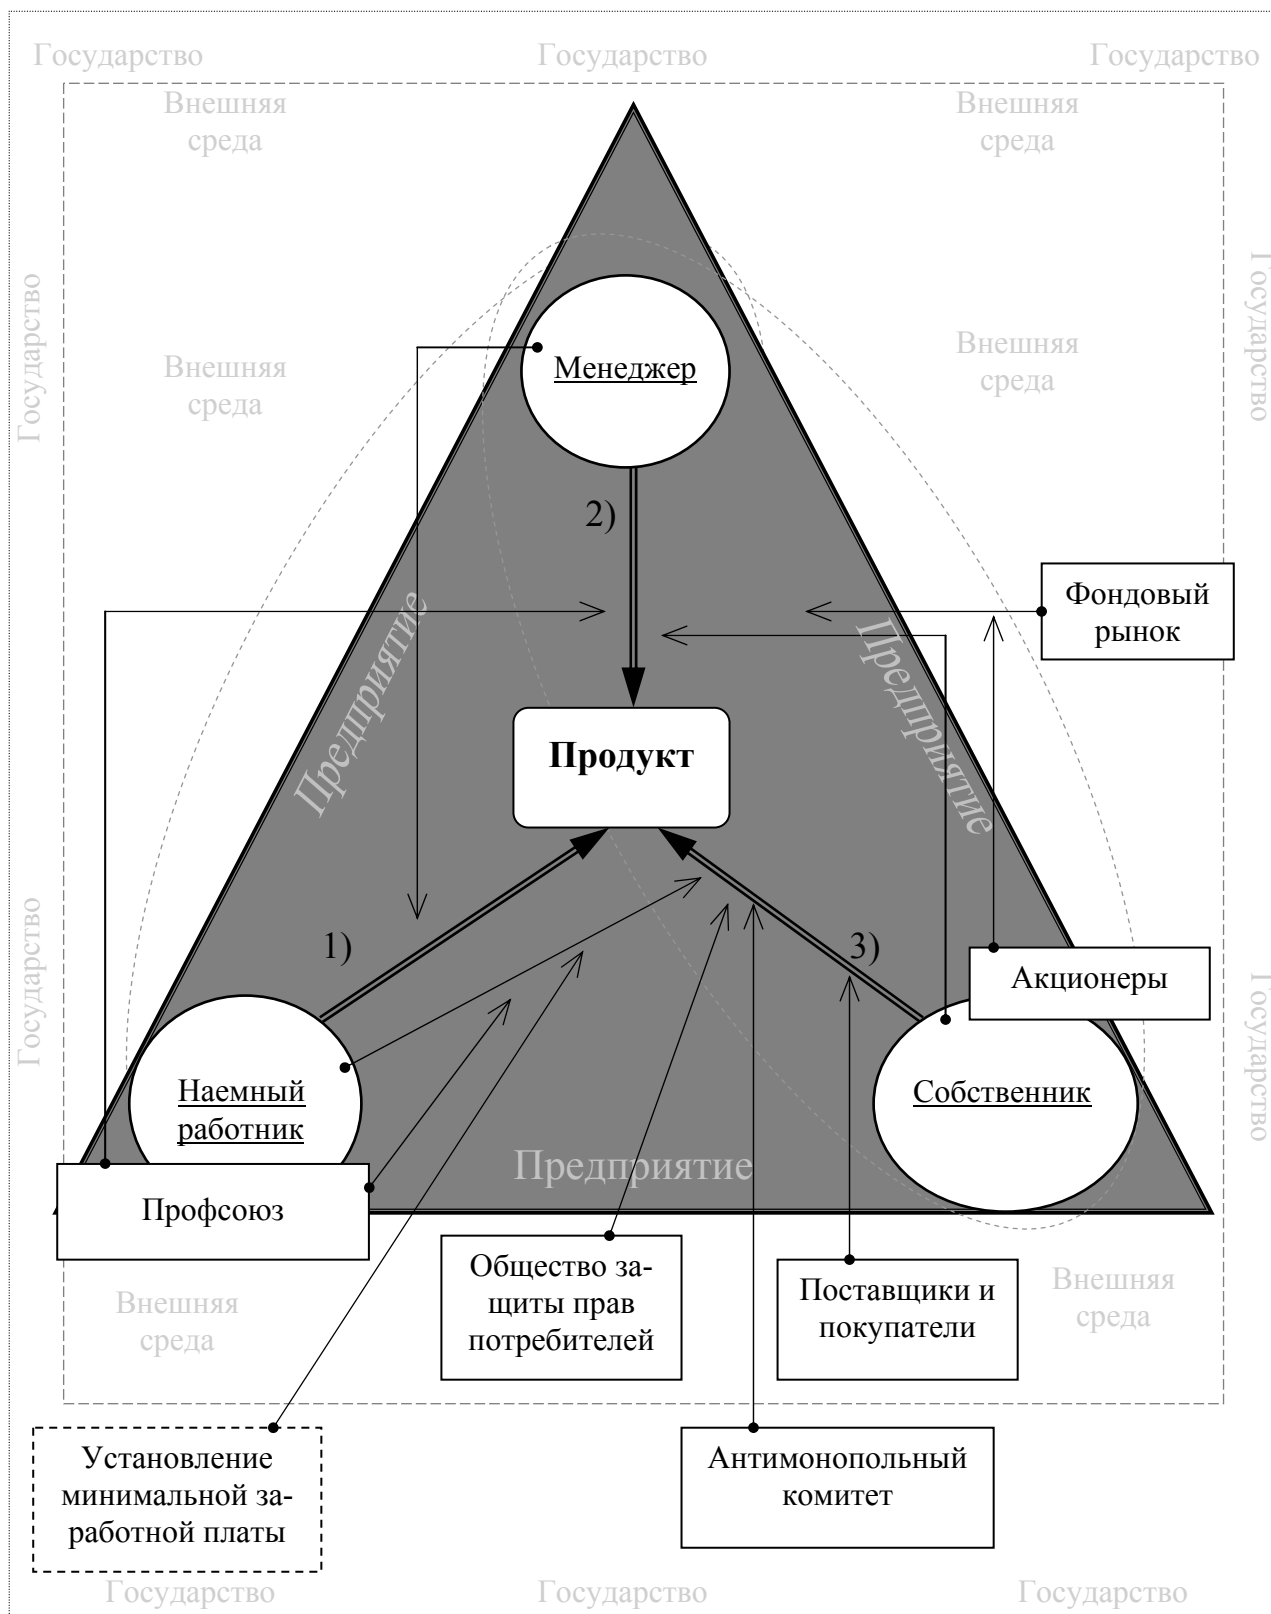 Государство
Государство
Государство
Внешняя
среда
Внешняя
среда
Государство
Государство
Менеджер
Внешняя
среда
Внешняя
среда
2)
Фондовый
рынок
Предприятие
Предприятие
Продукт
Государство
1)
3)
Акционеры
Государство
Наемный
работник
Собственник
Предприятие
Профсоюз
Общество за-
щиты прав
потребителей
Поставщики и
покупатели
Внешняя
среда
Внешняя
среда
Установление
минимальной за-
работной платы
Антимонопольный
комитет
Государство
Государство
Государство